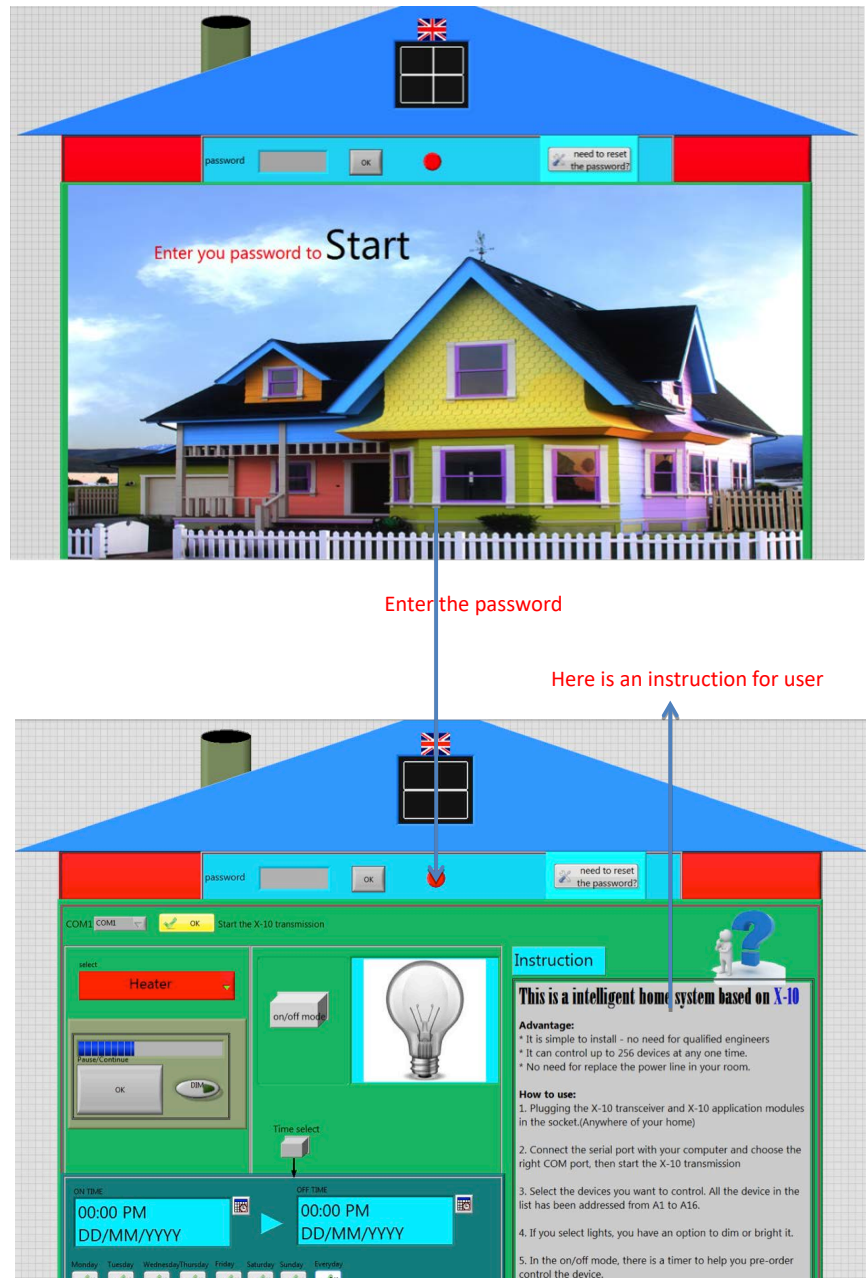 password
OK
need to reset
the password?
Enter you password to Start
Enter the password
Here is an instruction for user
password
OK
need to reset
the password?
COM1 COM1
OK
Start the X-10 transmission
select
Heater
Pause/Continue
OK
DIM
on/off mode
Time select
ON TIME
00:00 PM
DD/MM/YYYY
OFF TIME
00:00 PM
DD/MM/YYYY
Monday Tuesday Wednesday Thursday Friday Saturday Sunday Everyday
Instruction
This is a intelligent home system based on X-10
Advantage:
* It is simple to install - no need for qualified engineers
* It can control up to 256 devices at any one time.
* No need for replace the power line in your room.
How to use:
1. Plugging the X-10 transceiver and X-10 application modules
in the socket.(Anywhere of your home)
2. Connect the serial port with your computer and choose the
right COM port, then start the X-10 transmission
3. Select the devices you want to control. All the device in the
list has been addressed from A1 to A16.
4. If you select lights, you have an option to dim or bright it.
5. In the on/off mode, there is a timer to help you pre-order
control the device.